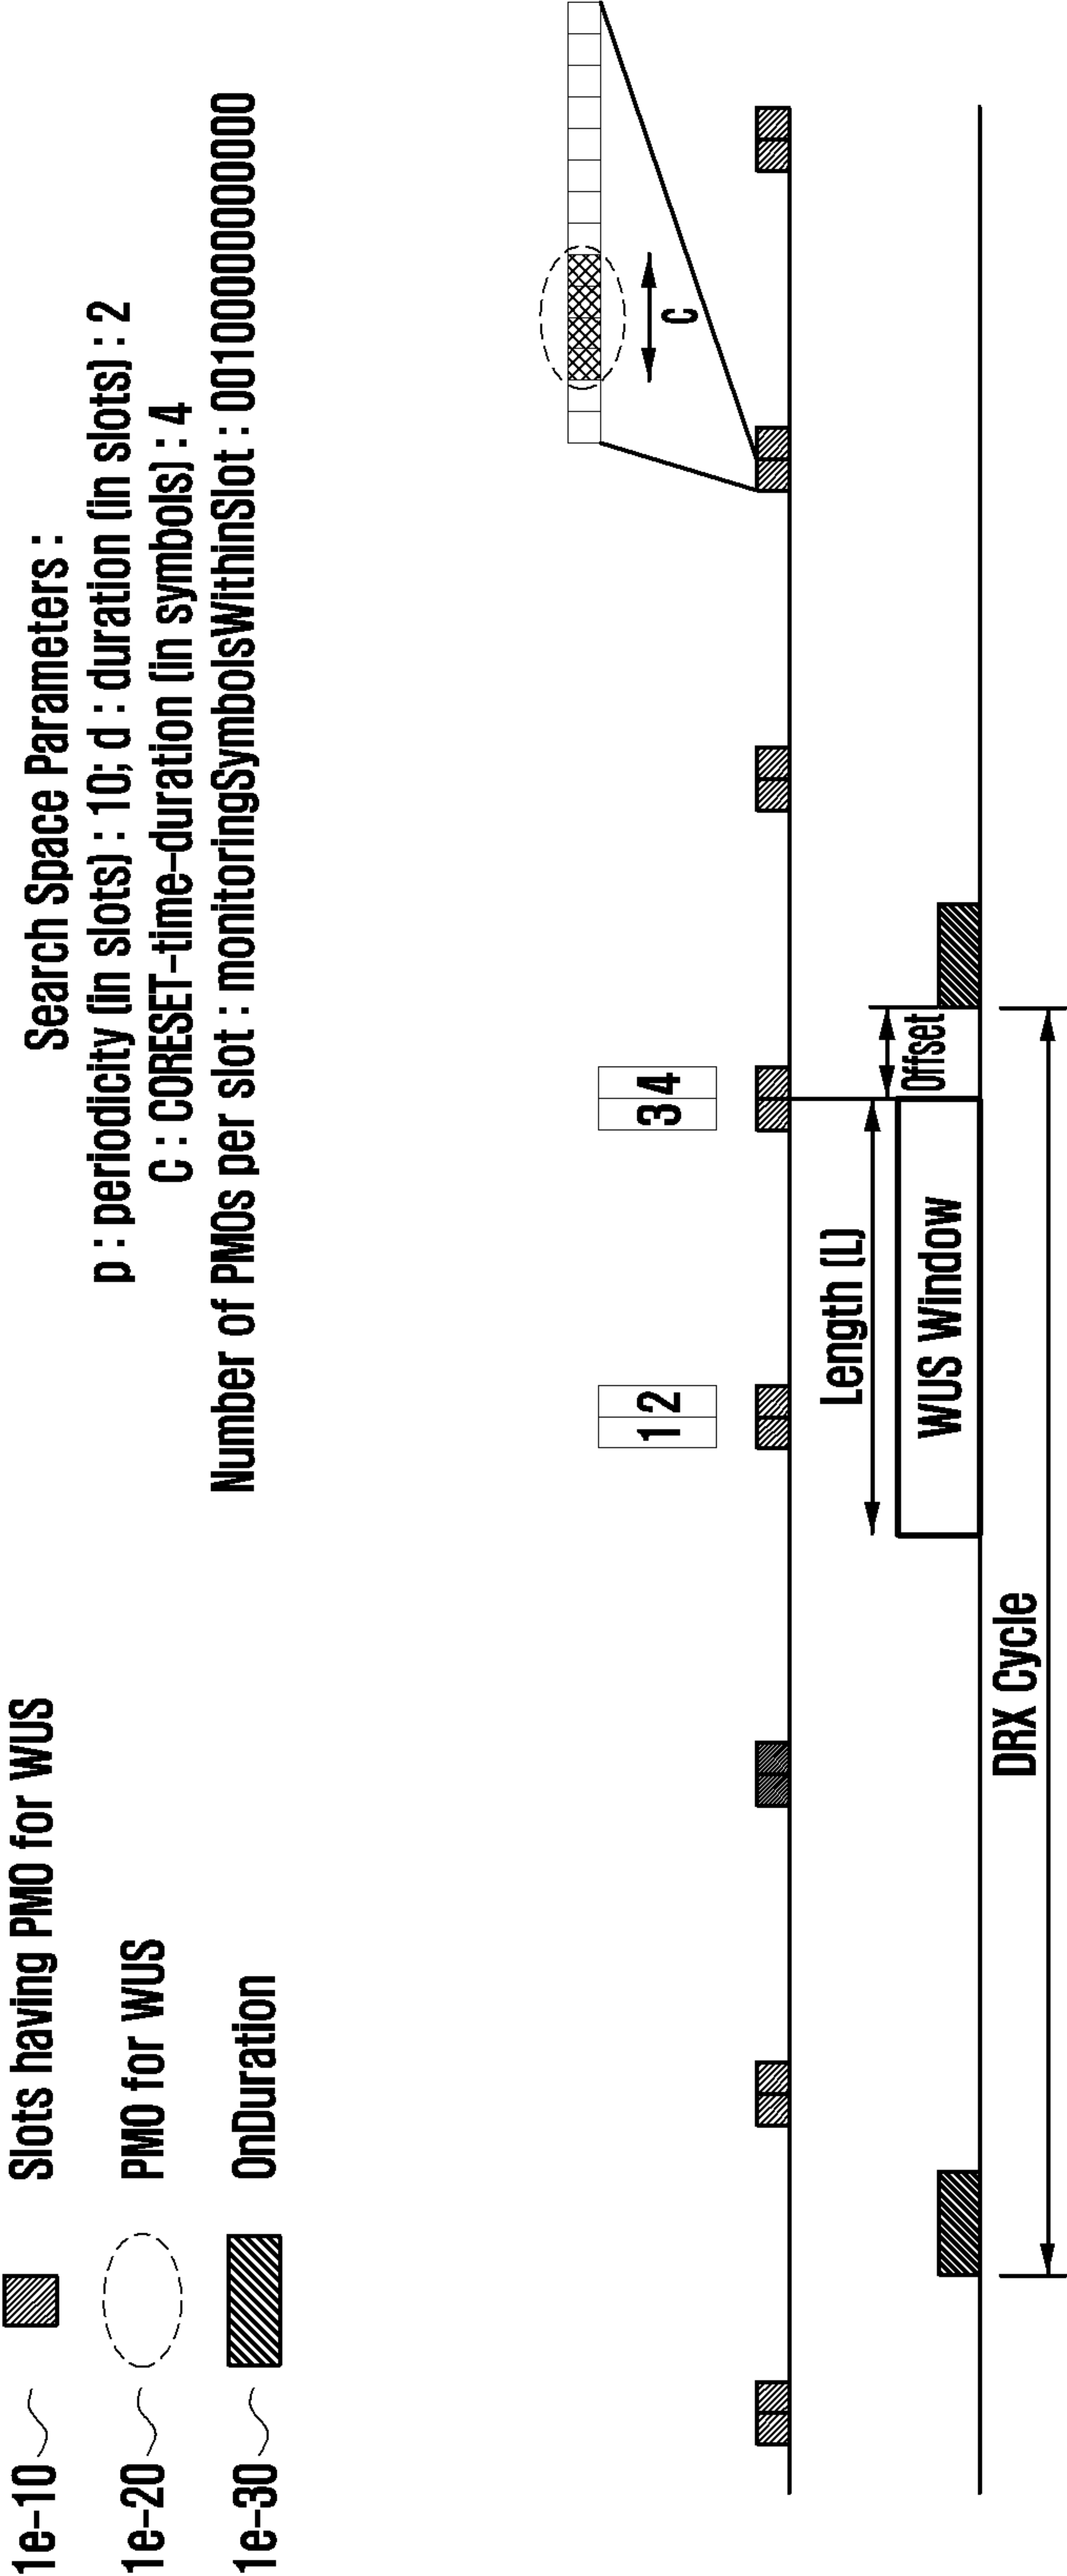 1e-10 Slots having PMO for WUS
1e-20 PMO for WUS
1e-30 OnDuration
Search Space Parameters :
p : periodicity (in slots) : 10; d : duration (in slots) : 2
C : CORESET-time-duration (in symbols) : 4
Number of PMOs per slot : monitoringSymbolsWithinSlot : 00100000000000
C
1 2
3 4
Length (L)
Offset
WUS Window
DRX Cycle